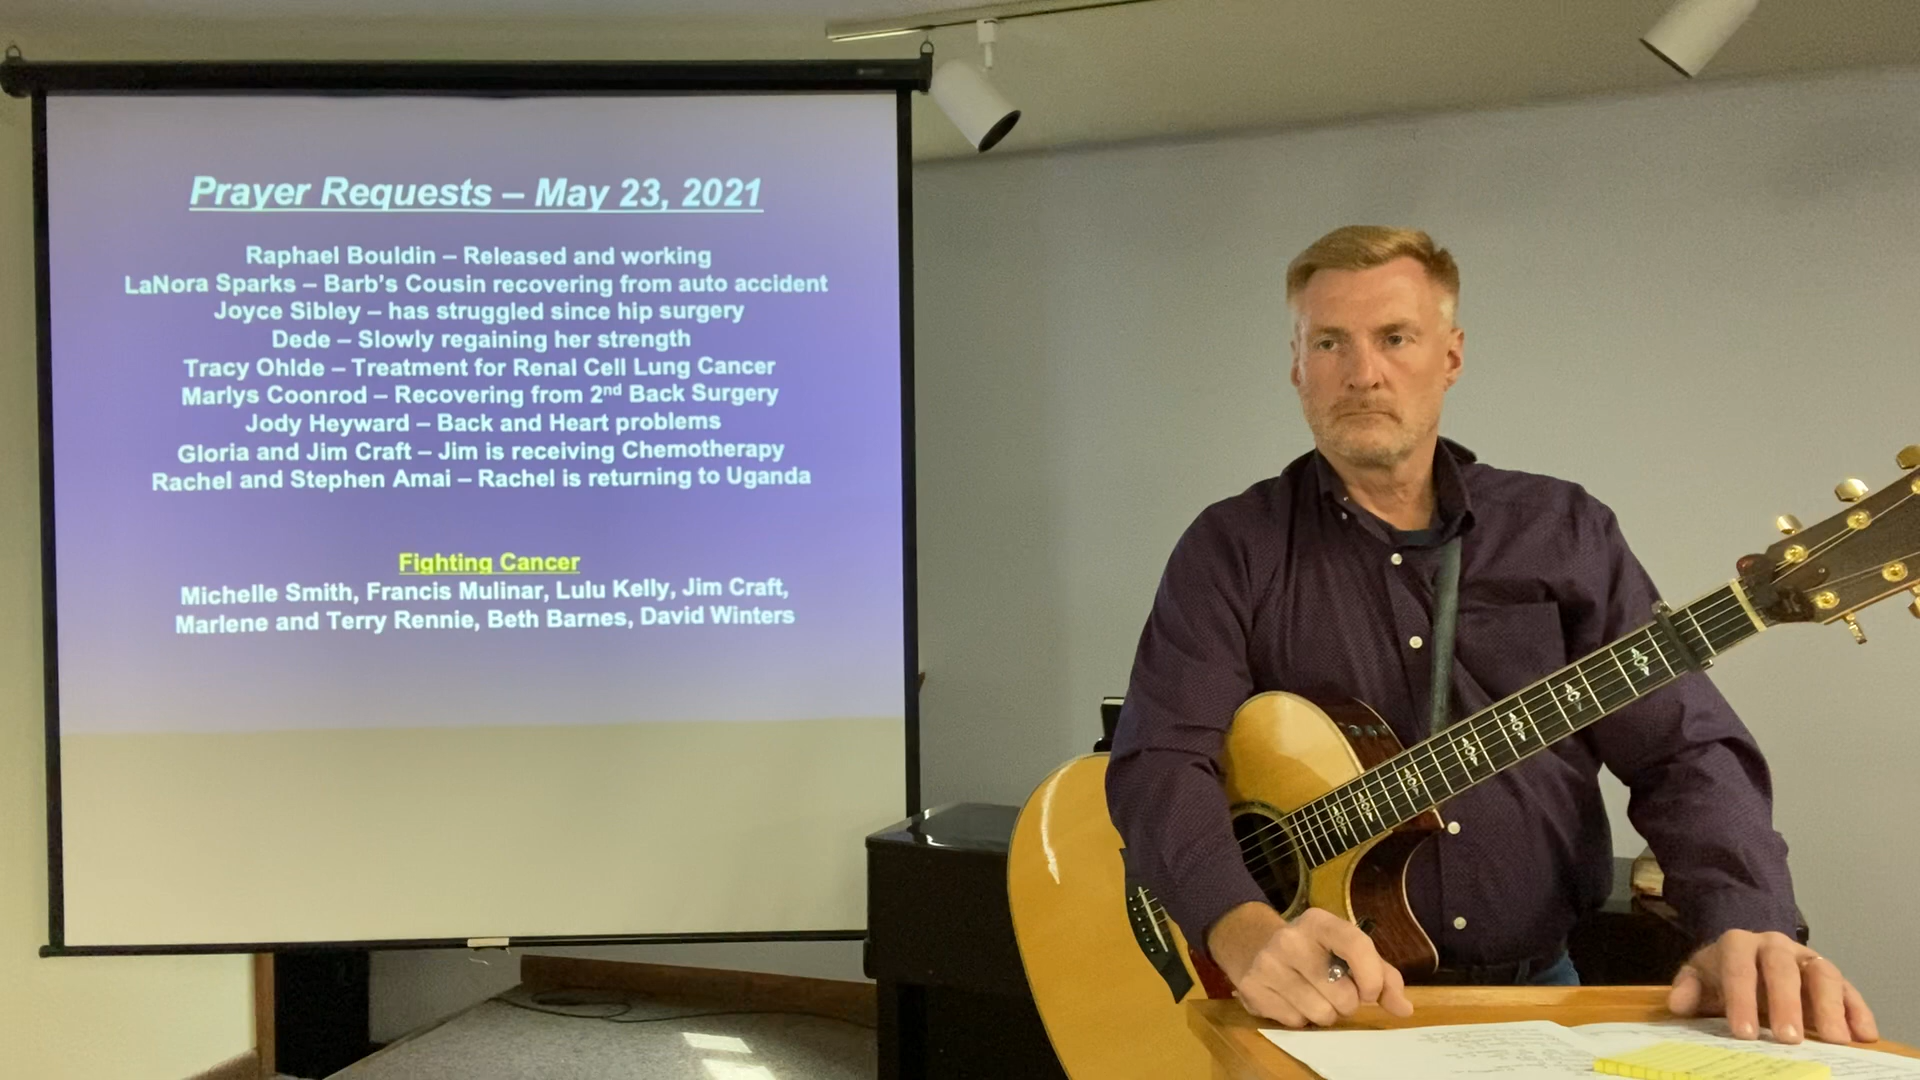 Prayer Requests – May 23, 2021
Raphael Bouldin – Released and working
LaNora Sparks – Barb's Cousin recovering from auto accident
Joyce Sibley – has struggled since hip surgery
Dede – Slowly regaining her strength
Tracy Ohlde – Treatment for Renal Cell Lung Cancer
Marlys Coonrod – Recovering from 2nd Back Surgery
Jody Heyward – Back and Heart problems
Gloria and Jim Craft – Jim is receiving Chemotherapy
Rachel and Stephen Amai – Rachel is returning to Uganda
Fighting Cancer
Michelle Smith, Francis Mulinar, Lulu Kelly, Jim Craft,
Marlene and Terry Rennie, Beth Barnes, David Winters